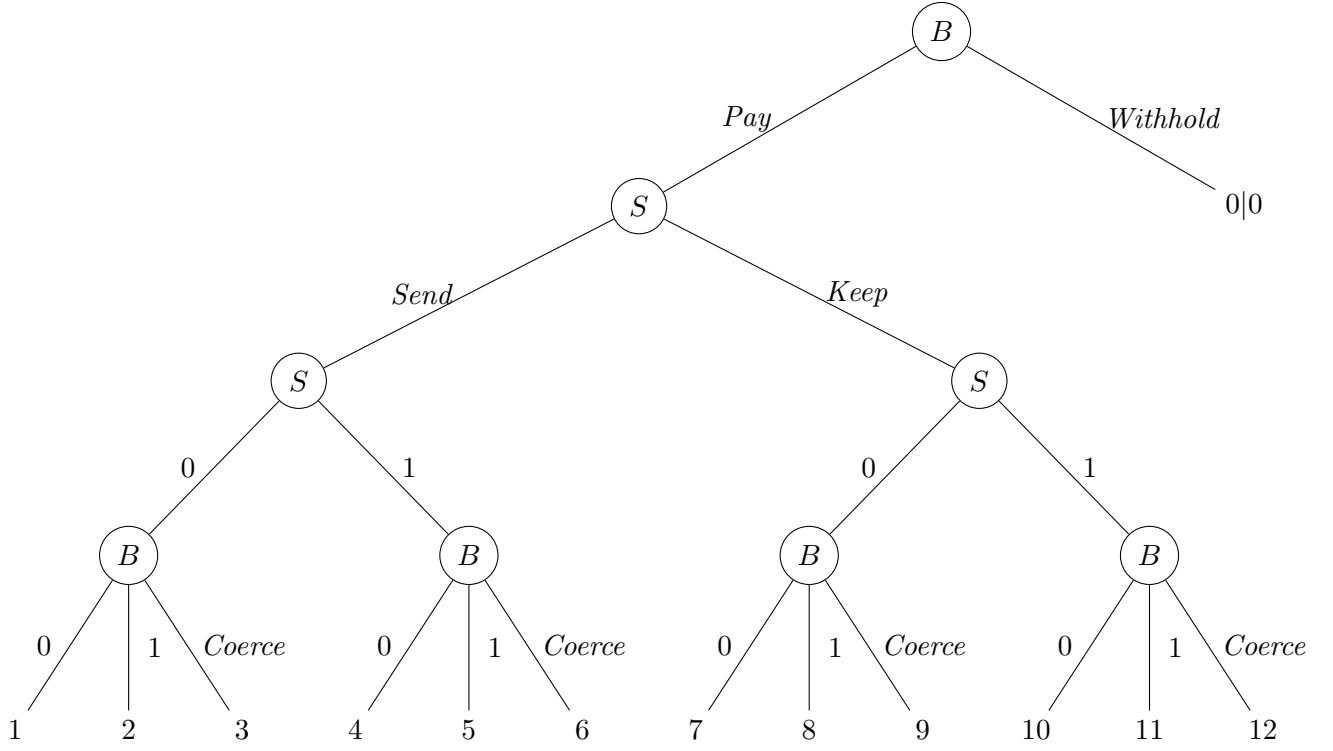 B
Pay Withhold
S 0|0
Send Keep
S S
0 1 0 1
B B B B
0 1 Coerce 0 1 Coerce 0 1 Coerce 0 1 Coerce
1 2 3 4 5 6 7 8 9 10 11 12